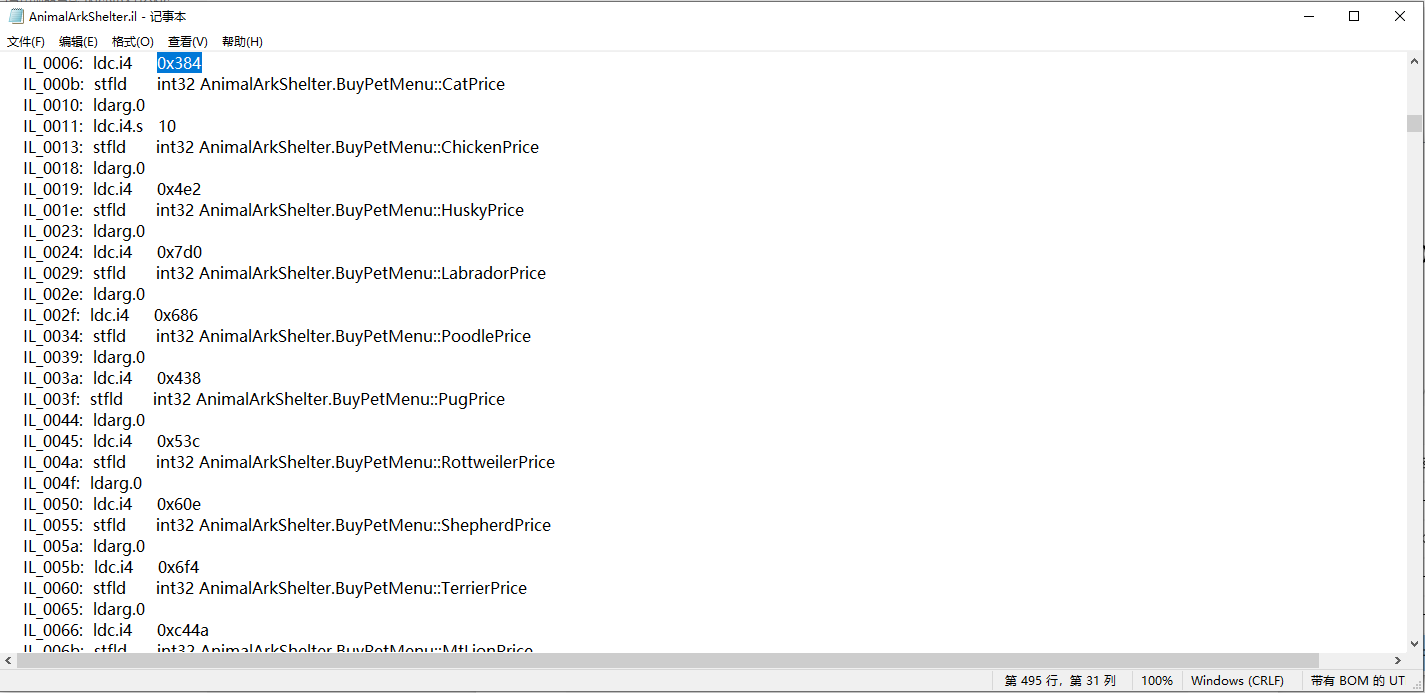 AnimalArkShelter.il - 记事本
文件(F) 编辑(E) 格式(O) 查看(V) 帮助(H)
IL_0006: ldc.i4 0x384
IL_000b: stfld int32 AnimalArkShelter.BuyPetMenu::CatPrice
IL_0010: ldarg.0
IL_0011: ldc.i4.s 10
IL_0013: stfld int32 AnimalArkShelter.BuyPetMenu::ChickenPrice
IL_0018: ldarg.0
IL_0019: ldc.i4 0x4e2
IL_001e: stfld int32 AnimalArkShelter.BuyPetMenu::HuskyPrice
IL_0023: ldarg.0
IL_0024: ldc.i4 0x7d0
IL_0029: stfld int32 AnimalArkShelter.BuyPetMenu::LabradorPrice
IL_002e: ldarg.0
IL_002f: ldc.i4 0x686
IL_0034: stfld int32 AnimalArkShelter.BuyPetMenu::PoodlePrice
IL_0039: ldarg.0
IL_003a: ldc.i4 0x438
IL_003f: stfld int32 AnimalArkShelter.BuyPetMenu::PugPrice
IL_0044: ldarg.0
IL_0045: ldc.i4 0x53c
IL_004a: stfld int32 AnimalArkShelter.BuyPetMenu::RottweilerPrice
IL_004f: ldarg.0
IL_0050: ldc.i4 0x60e
IL_0055: stfld int32 AnimalArkShelter.BuyPetMenu::ShepherdPrice
IL_005a: ldarg.0
IL_005b: ldc.i4 0x6f4
IL_0060: stfld int32 AnimalArkShelter.BuyPetMenu::TerrierPrice
IL_0065: ldarg.0
IL_0066: ldc.i4 0xc44a
IL_006b: stfld int32 AnimalArkShelter.BuyPetMenu::MtLionPrice
第 495 行，第 31 列 100% Windows (CRLF) 带有 BOM 的 UT